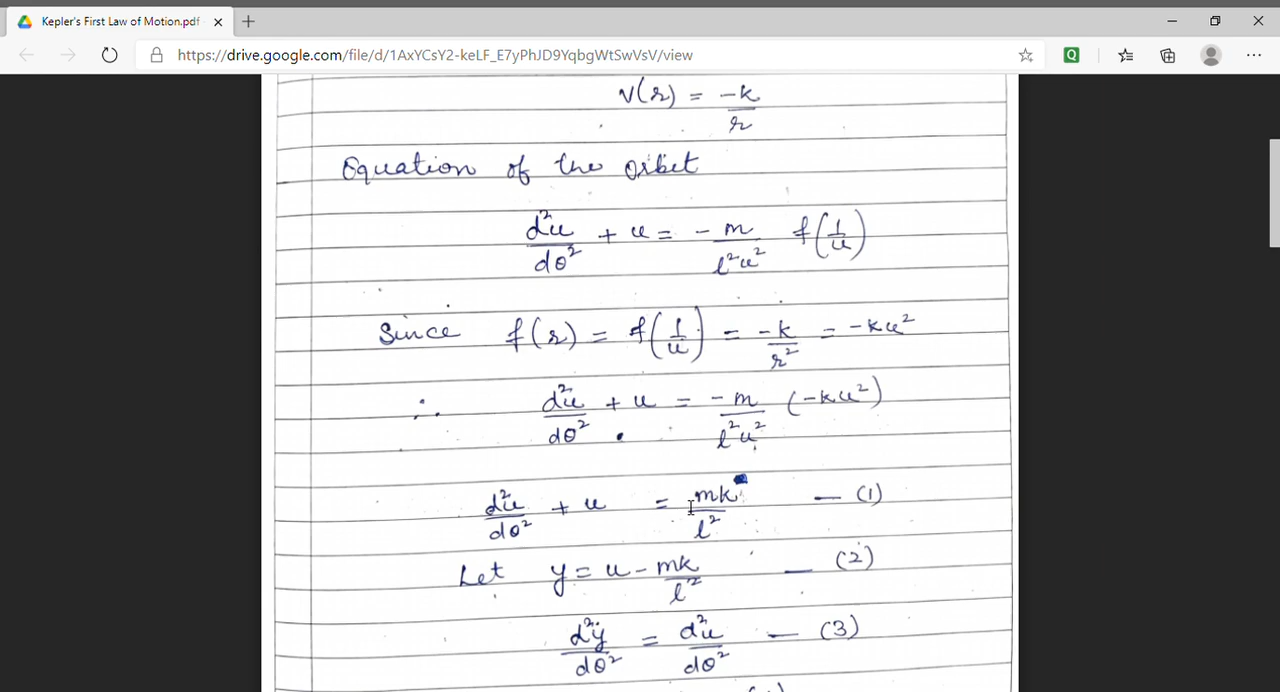 Kepler's First Law of Motion.pdf
https://drive.google.com/file/d/1AxYCsY2-keLF_E7yPhJD9YqbgWtSwVsV/view
V(r) = -k/r
Equation of the orbit
d²u/dθ² + u = - m/l²u² f(1/u)
Since f(r) = f(1/u) = -k/r² = -ku²
∴ d²u/dθ² + u = -m/l²u² (-ku²)
d²u/dθ² + u = mk/l² — (1)
Let y = u - mk/l² — (2)
d²y/dθ² = d²u/dθ² — (3)